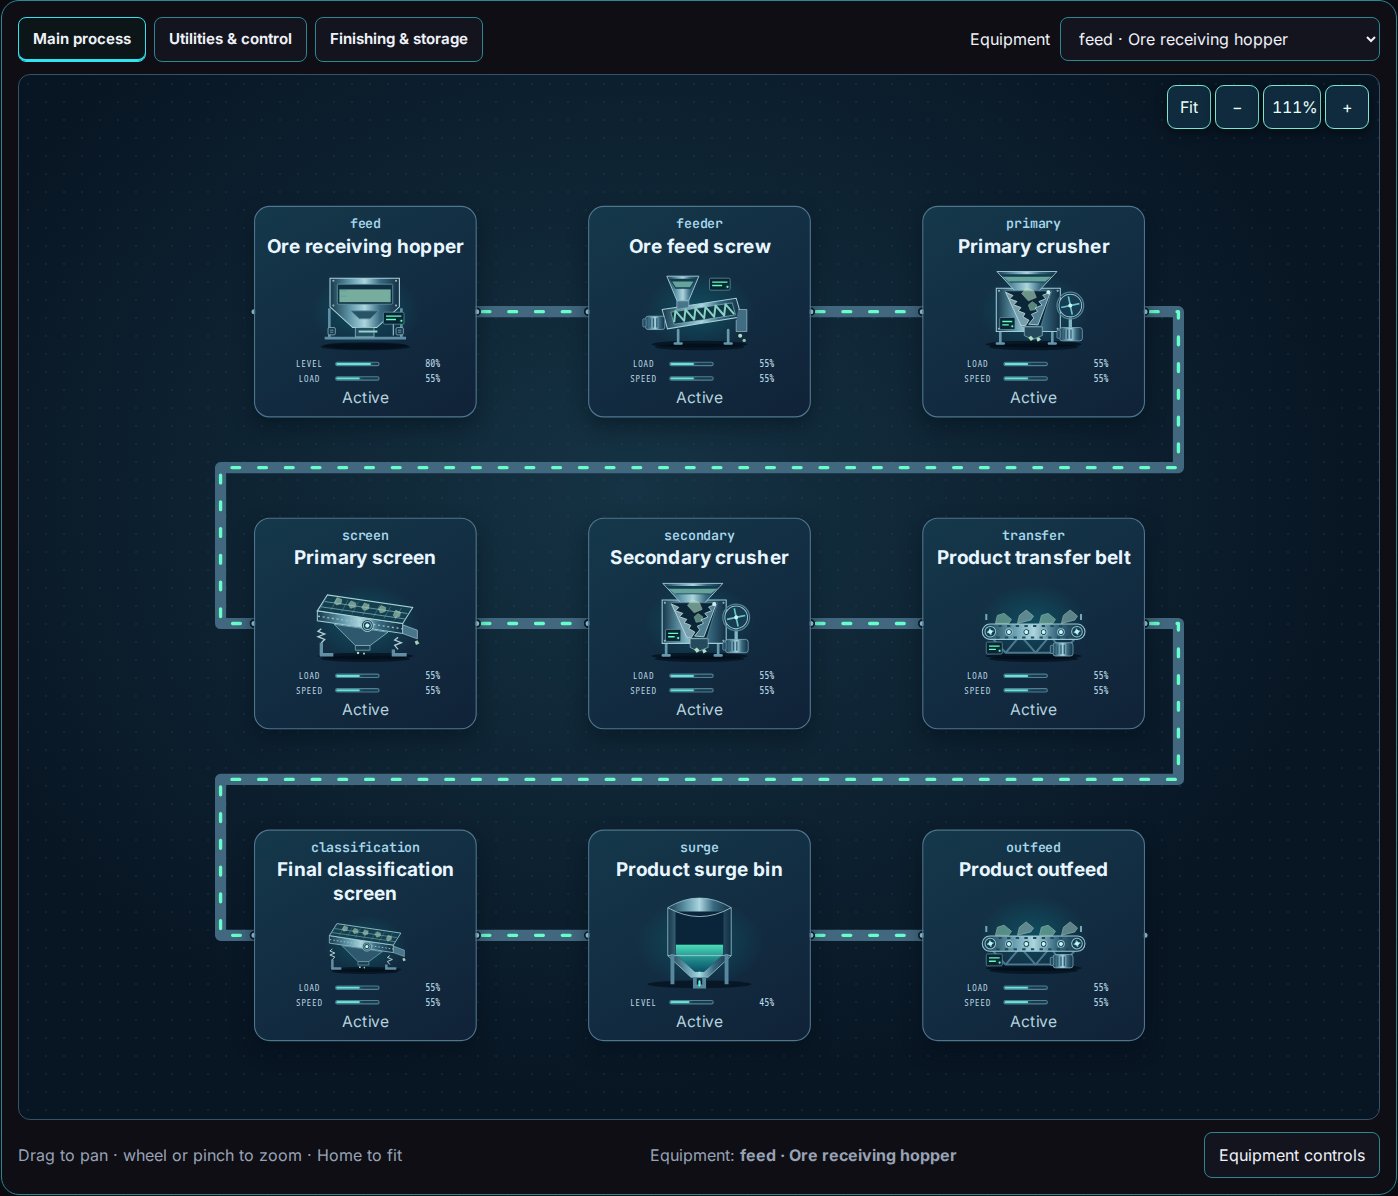 Main process
Utilities & control
Finishing & storage
Equipment
feed · Ore receiving hopper
Fit
−
111%
+
feed
Ore receiving hopper
LEVEL 80%
LOAD 55%
Active
feeder
Ore feed screw
LOAD 55%
SPEED 55%
Active
primary
Primary crusher
LOAD 55%
SPEED 55%
Active
screen
Primary screen
LOAD 55%
SPEED 55%
Active
secondary
Secondary crusher
LOAD 55%
SPEED 55%
Active
transfer
Product transfer belt
LOAD 55%
SPEED 55%
Active
classification
Final classification
screen
LOAD 55%
SPEED 55%
Active
surge
Product surge bin
LEVEL 45%
Active
outfeed
Product outfeed
LOAD 55%
SPEED 55%
Active
Drag to pan · wheel or pinch to zoom · Home to fit
Equipment: feed · Ore receiving hopper
Equipment controls